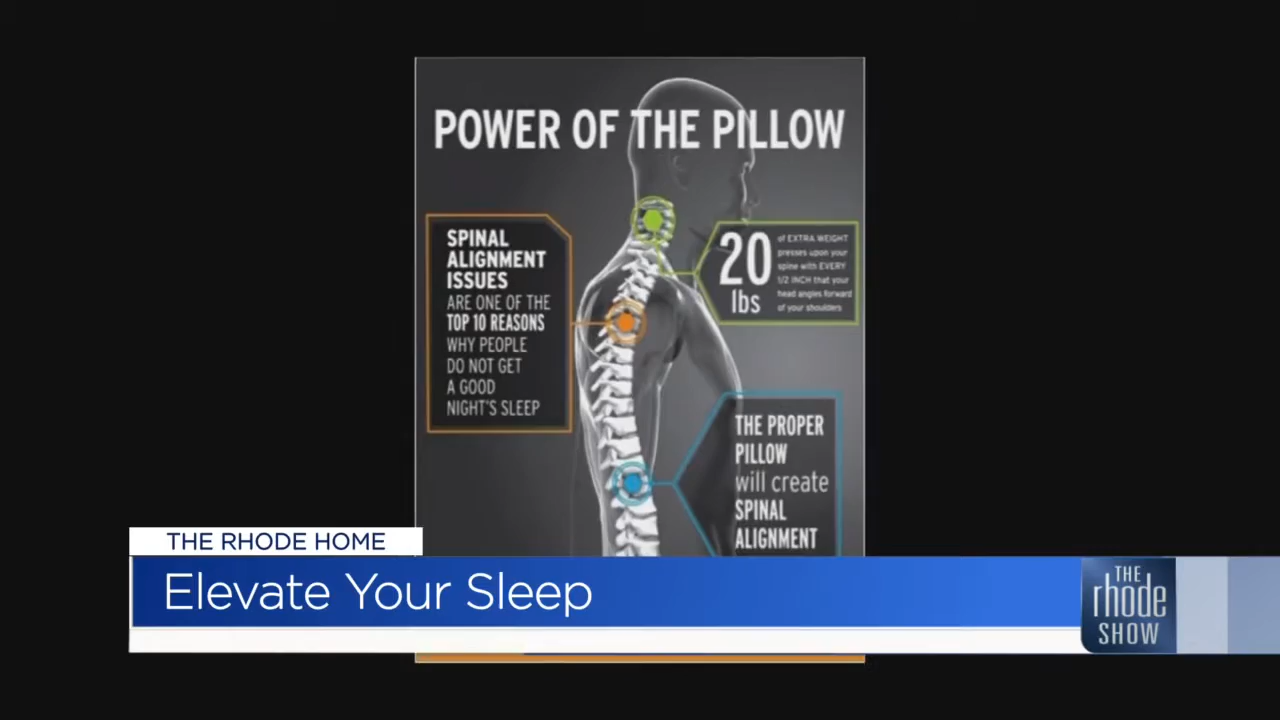 POWER OF THE PILLOW
SPINAL
ALIGNMENT
ISSUES
ARE ONE OF THE
TOP 10 REASONS
WHY PEOPLE
DO NOT GET
A GOOD
NIGHT'S SLEEP
20
lbs
of EXTRA WEIGHT
presses upon your
spine with EVERY
1/2 INCH that your
head angles forward
of your shoulders
THE PROPER
PILLOW
will create
SPINAL
ALIGNMENT
THE RHODE HOME
Elevate Your Sleep
THE
rhode
SHOW